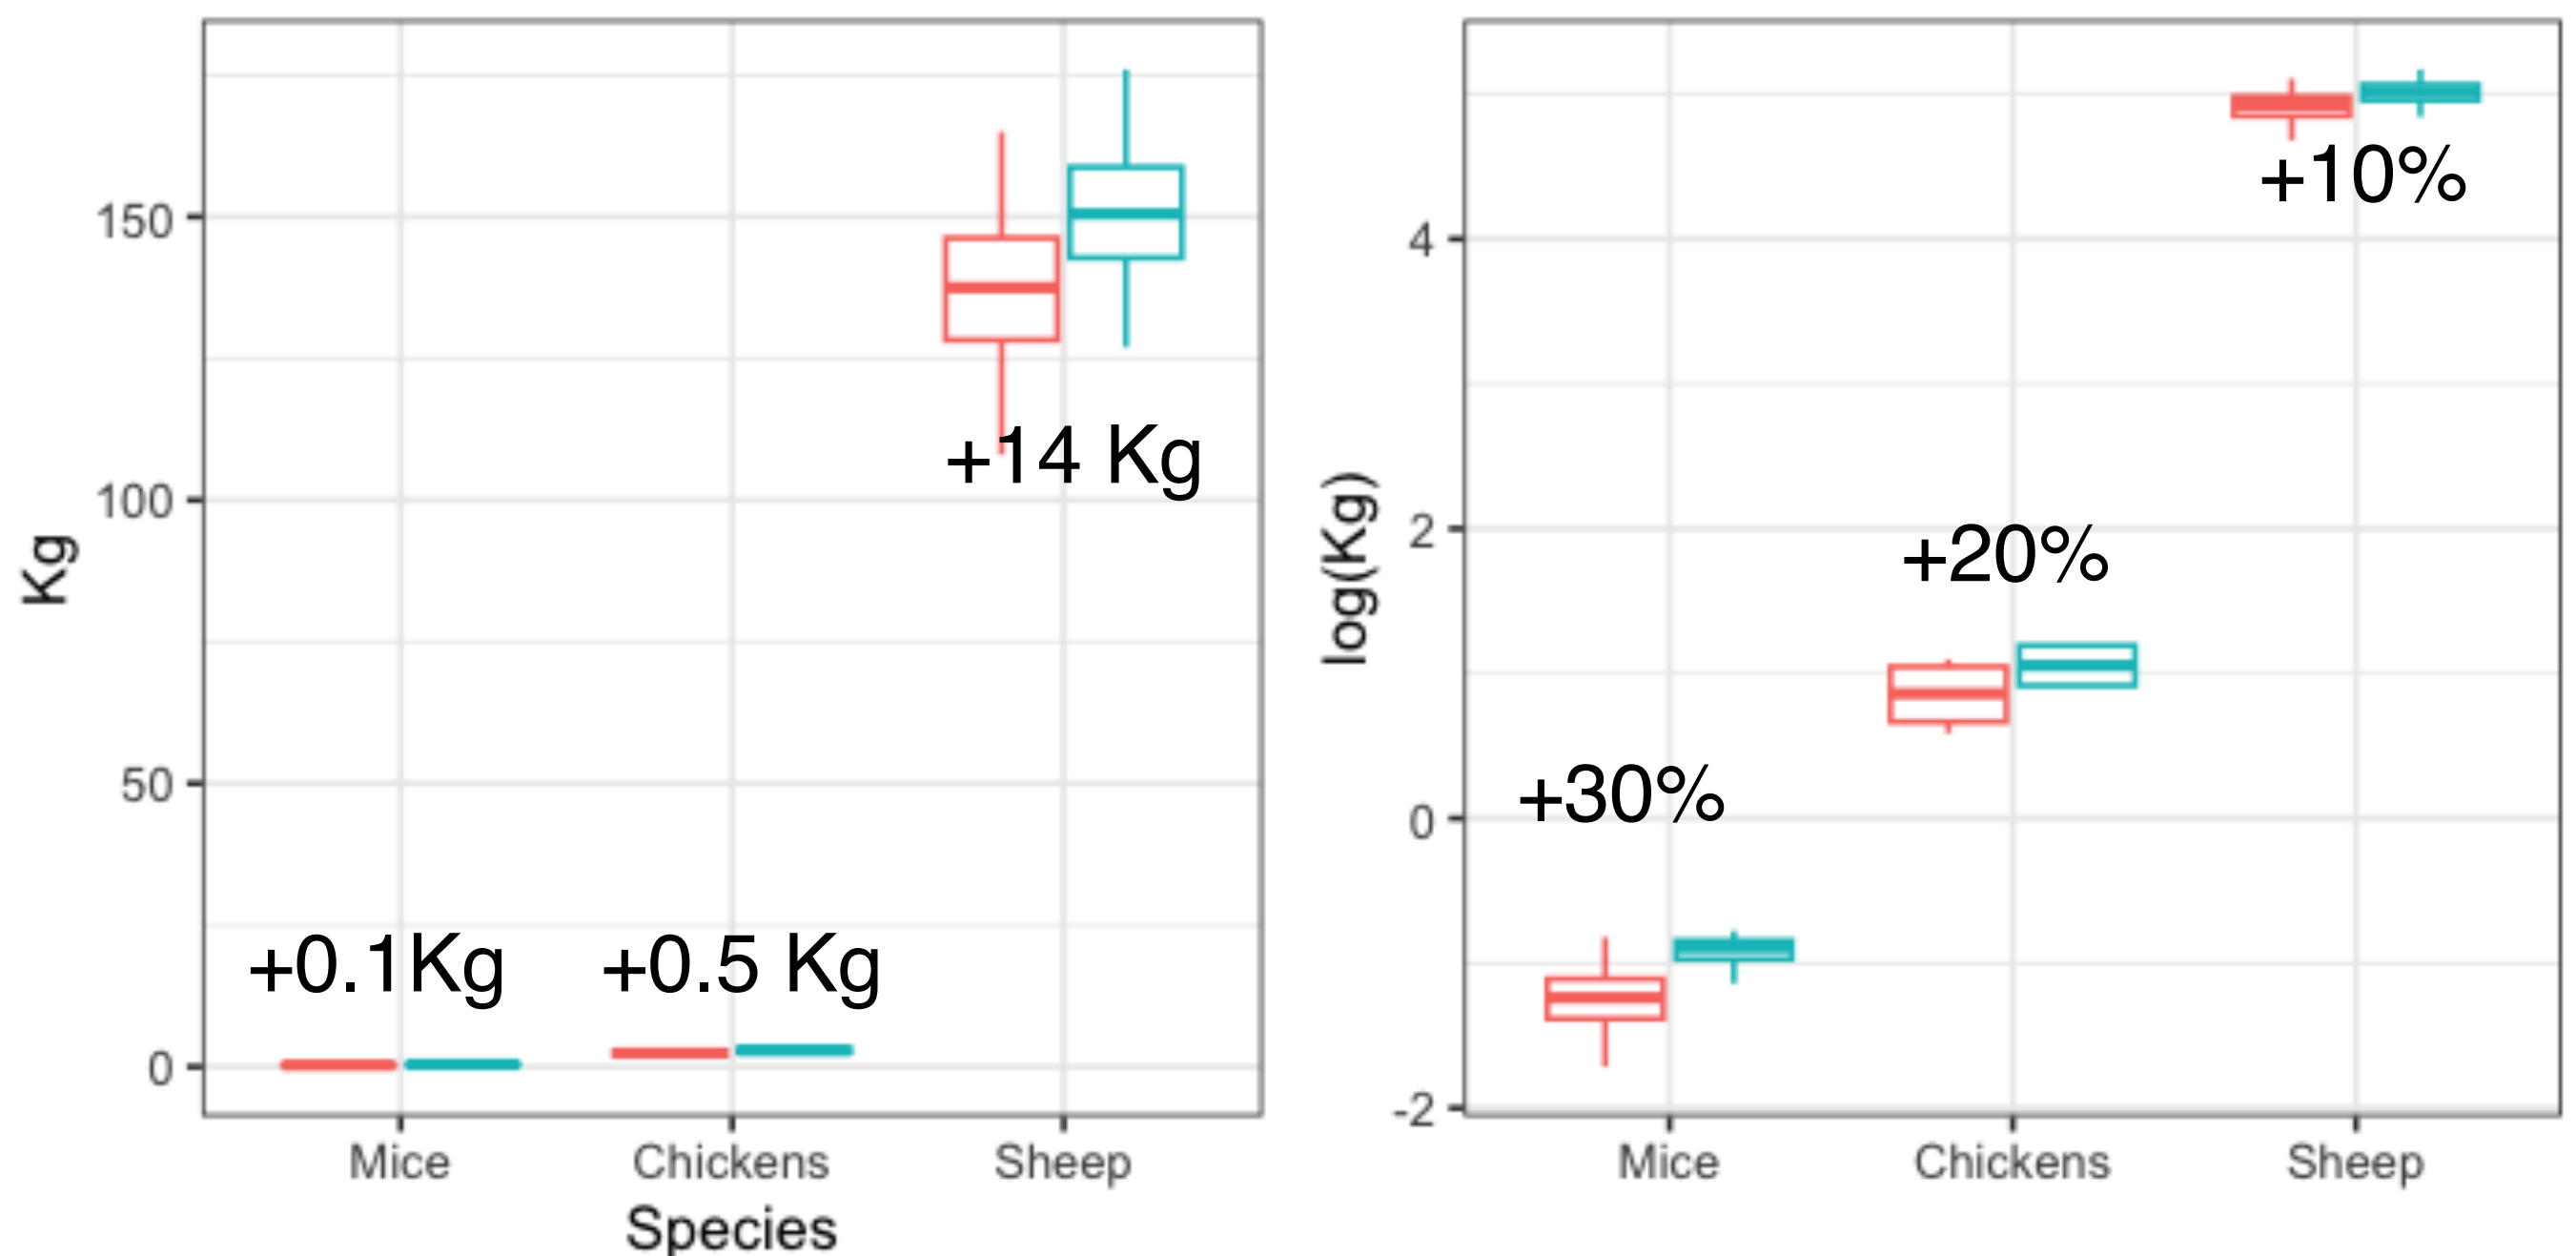 Kg
150
100
50
0
+14 Kg
+0.1Kg
+0.5 Kg
Mice
Chickens
Sheep
Species
log(Kg)
4
2
0
-2
+10%
+20%
+30%
Mice
Chickens
Sheep